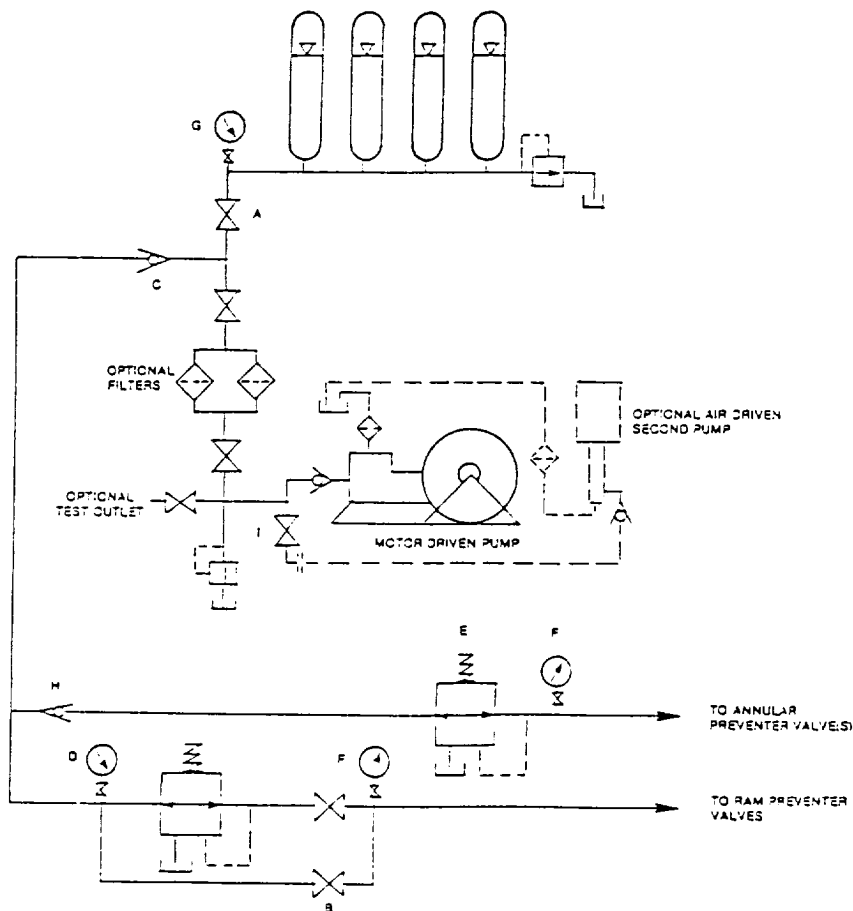 G
A
C
OPTIONAL
FILTERS
OPTIONAL AIR DRIVEN
SECOND PUMP
OPTIONAL
TEST OUTLET
MOTOR DRIVEN PUMP
E
F
H
TO ANNULAR
PREVENTER VALVE(S)
D
F
TO RAM PREVENTER
VALVES
B